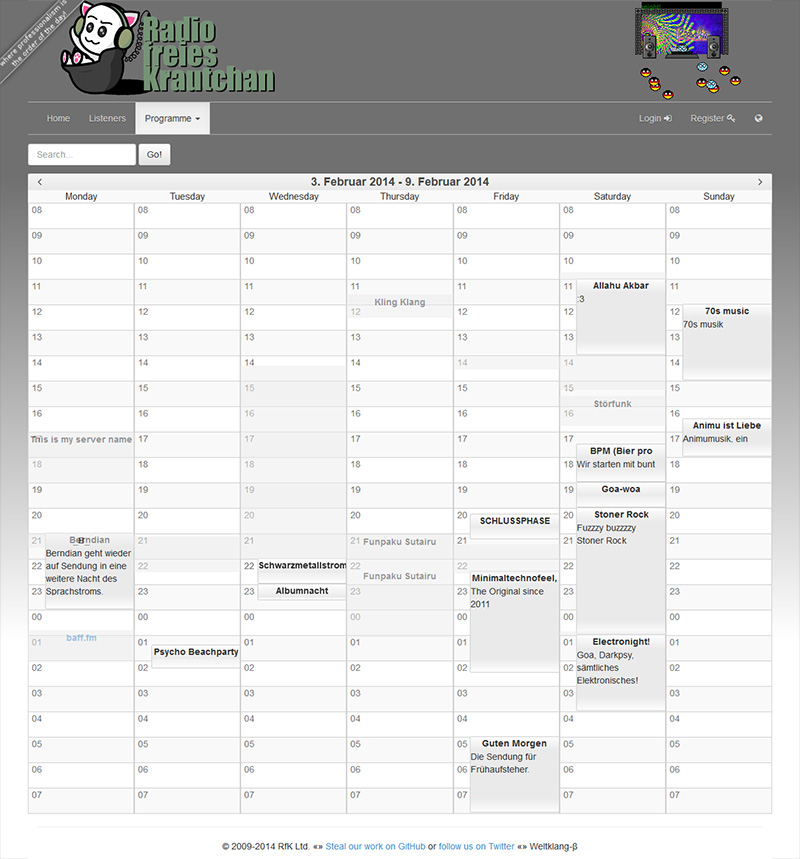 where professionalism is
the order of the day!
Radio
freies
Krautchan
Home Listeners Programme Login Register
Search... Go!
3. Februar 2014 - 9. Februar 2014
Monday Tuesday Wednesday Thursday Friday Saturday Sunday
08 08 08 08 08 08 08
09 09 09 09 09 09 09
10 10 10 10 10 10 10
11 11 11 11 11 11 Allahu Akbar 11
:3
Kling Klang
12 12 12 12 12 12 12 70s music
70s musik
13 13 13 13 13 13 13
14 14 14 14 14 14 14
15 15 15 15 15 15 15
Störfunk
16 16 16 16 16 16 16
Animu ist Liebe
17 This is my server name 17 17 17 17 17 17 Animumusik, ein
BPM (Bier pro
18 18 18 18 18 18 Wir starten mit bunt 18
19 19 19 19 19 19 Goa-woa 19
20 20 20 20 20 20 Stoner Rock 20
SCHLUSSPHASE
Fuzzzy buzzzzy
Stoner Rock
21 Berndian 21 21 21 Funpaku Sutairu 21 21 21
Berndian geht wieder
auf Sendung in eine
weitere Nacht des
Sprachstroms.
22 22 22 Schwarzmetallstrom 22 22 22 22
Funpaku Sutairu
Minimaltechnofeel,
The Original since
2011
23 23 23 Albumnacht 23 23 23 23
00 00 00 00 00 00 00
baff.fm
01 01 01 01 01 01 Electronight! 01
Goa, Darkpsy,
sämtliches
Elektronisches!
Psycho Beachparty
02 02 02 02 02 02 02
03 03 03 03 03 03 03
04 04 04 04 04 04 04
05 05 05 05 05 Guten Morgen 05 05
Die Sendung für
Frühaufsteher.
06 06 06 06 06 06 06
07 07 07 07 07 07 07
© 2009-2014 RfK Ltd. «» Steal our work on GitHub or follow us on Twitter «» Weltklang-β